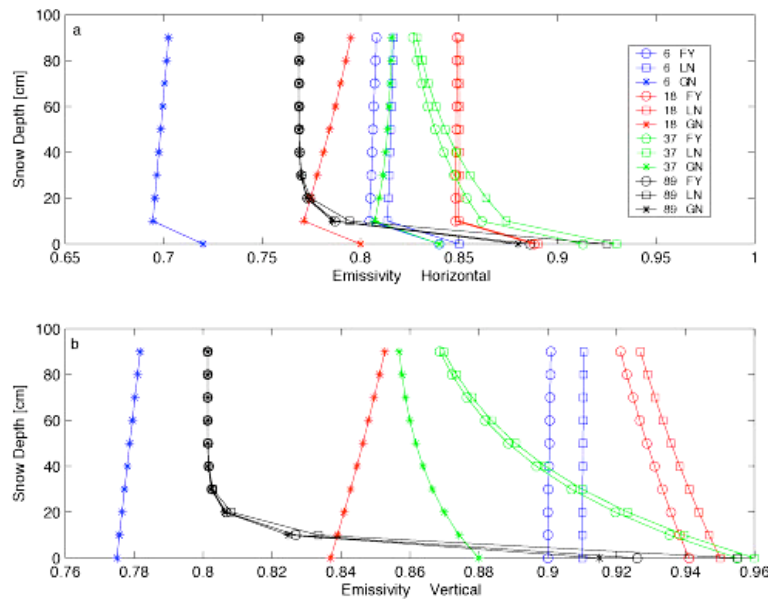 100
a
80
60
40
20
0
Snow Depth [cm]
0.65 0.7 0.75 0.8 0.85 0.9 0.95 1
Emissivity Horizontal
6 FY
6 LN
6 GN
18 FY
18 LN
18 GN
37 FY
37 LN
37 GN
89 FY
89 LN
89 GN
100
b
80
60
40
20
0
Snow Depth [cm]
0.76 0.78 0.8 0.82 0.84 0.86 0.88 0.9 0.92 0.94 0.96
Emissivity Vertical